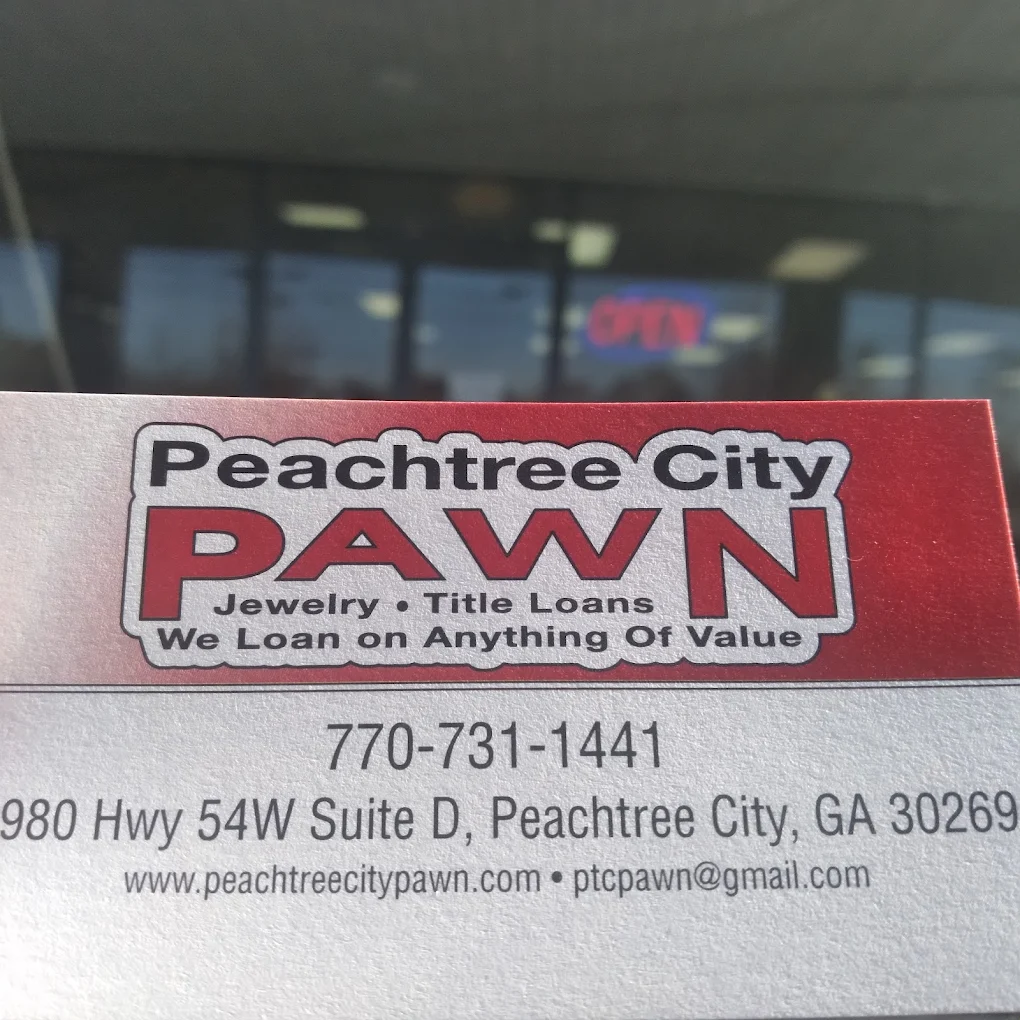 OPEN
Peachtree City
PAWN
Jewelry • Title Loans
We Loan on Anything Of Value
770-731-1441
980 Hwy 54W Suite D, Peachtree City, GA 30269
www.peachtreecitypawn.com • ptcpawn@gmail.com